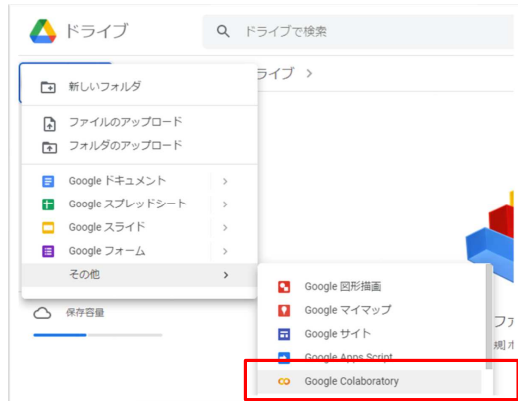 ドライブ
ドライブで検索
ライブ
新しいフォルダ
ファイルのアップロード
フォルダのアップロード
Google ドキュメント
Google スプレッドシート
Google スライド
Google フォーム
その他
保存容量
Google 図形描画
Google マイマップ
Google サイト
Google Apps Script
Google Colaboratory
ファ
規]ボ